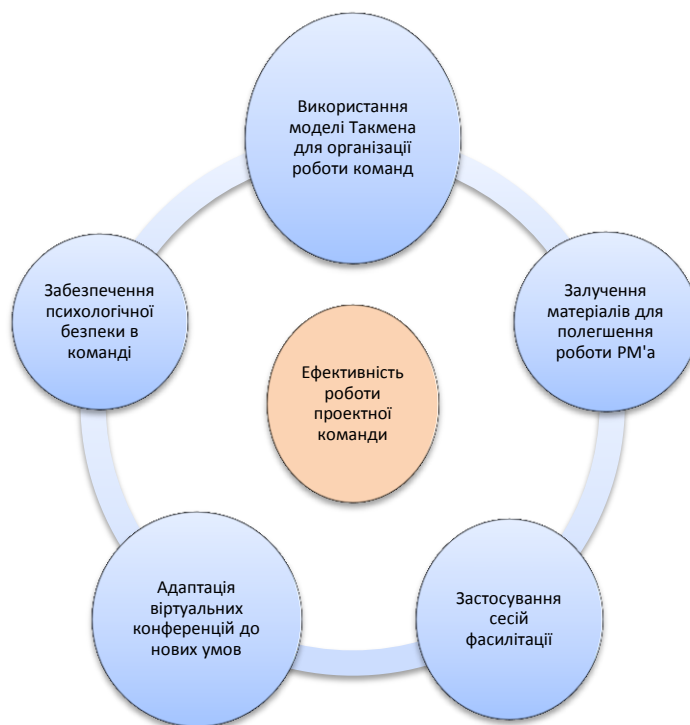 Використання
моделі Такмена
для організації
роботи команд
Залучення
матеріалів для
полегшення
роботи PM'а
Застосування
сесій
фасилітації
Адаптація
віртуальних
конференцій до
нових умов
Забезпечення
психологічної
безпеки в
команді
Ефективність
роботи
проектної
команди